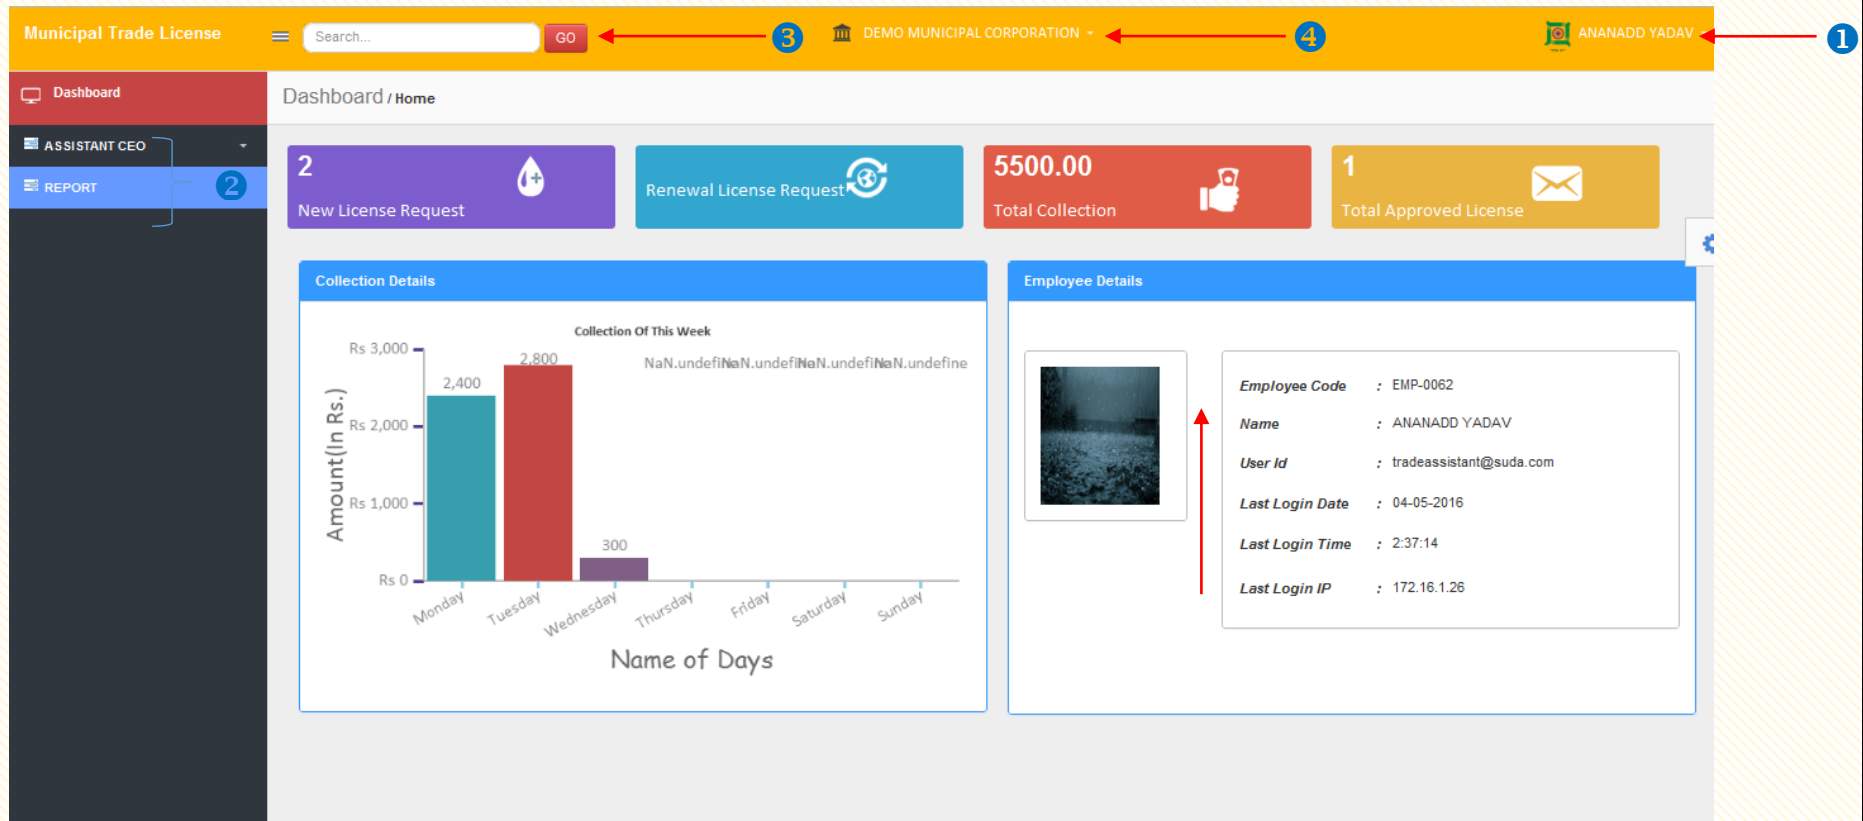 Municipal Trade License
Search...
GO
3
DEMO MUNICIPAL CORPORATION
4
ANANADD YADAV
1
Dashboard
ASSISTANT CEO
REPORT
2
Dashboard / Home
2
New License Request
Renewal License Request
5500.00
Total Collection
1
Total Approved License
Collection Details
Collection Of This Week
Rs 3,000
Rs 2,000
Rs 1,000
Rs 0
Amount(In Rs.)
2,400
2,800
300
NaN.undefineNaN.undefineNaN.undefineNaN.undefine
Monday
Tuesday
Wednesday
Thursday
Friday
Saturday
Sunday
Name of Days
Employee Details
Employee Code : EMP-0062
Name : ANANADD YADAV
User Id : tradeassistant@suda.com
Last Login Date : 04-05-2016
Last Login Time : 2:37:14
Last Login IP : 172.16.1.26